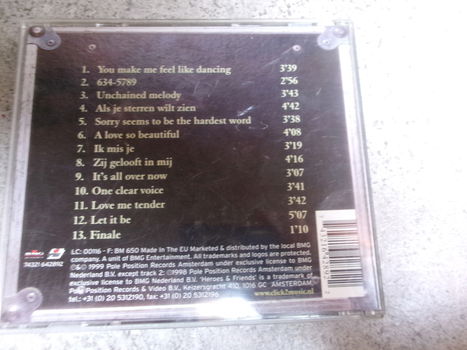 1. You make me feel like dancing 3'39
2. 634-5789 2'56
3. Unchained melody 3'43
4. Als je sterren wilt zien 4'42
5. Sorry seems to be the hardest word 3'38
6. A love so beautiful 4'08
7. Ik mis je 3'19
8. Zij gelooft in mij 4'16
9. It's all over now 3'07
10. One clear voice 3'41
11. Love me tender 3'42
12. Let it be 5'07
13. Finale 1'10
LC: 00116 - F: BM 650 Made In The EU Marketed & distributed by the local BMG
Company. A unit of BMG Entertainment. All trademarks and logos are protected.
℗&© 1999 Pole Position Records Amsterdam under exclusive license to BMG
Nederland B.V. except track 2: ℗1998 Pole Position Records Amsterdam under
exclusive license to BMG Nederland B.V. 'Heroes & Friends' is a trademark of
Pole Position Records & Video B.V., Keizersgracht 410, 1016 GC AMSTERDAM,
tel.: +31 (0) 20 5312190, fax: +31 (0) 20 5312196
www.click2music.nl
74321 642892